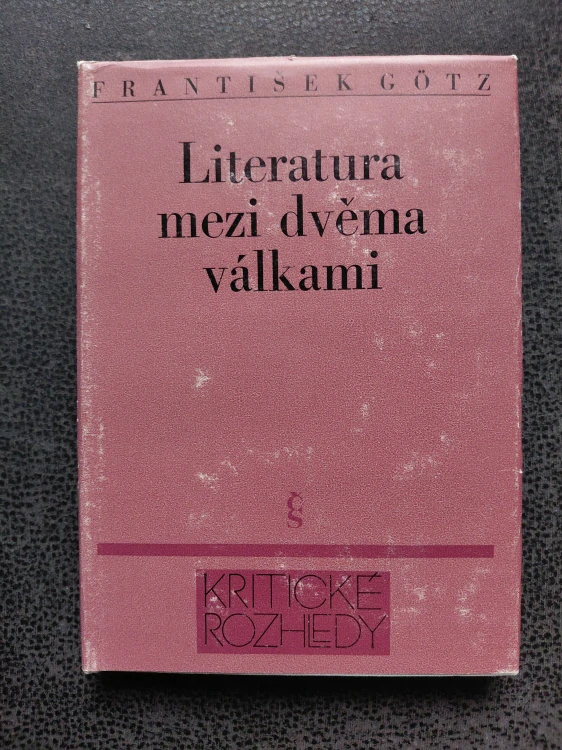 FRANTIŠEK GÖTZ
Literatura
mezi dvěma
válkami
čs
KRITICKÉ
ROZHLEDY